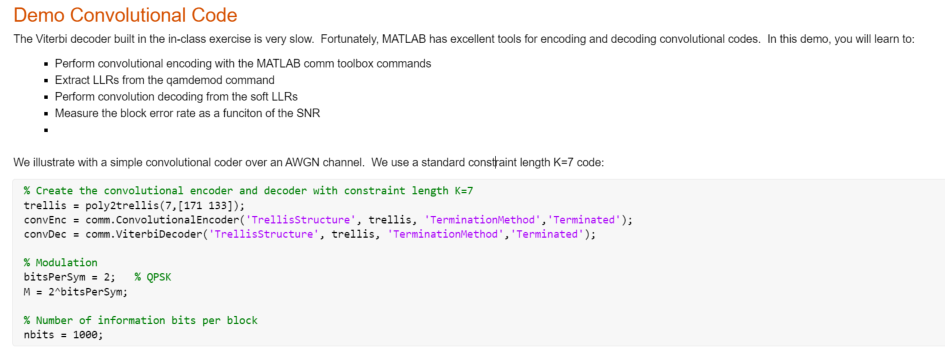 Demo Convolutional Code
The Viterbi decoder built in the in-class exercise is very slow.  Fortunately, MATLAB has excellent tools for encoding and decoding convolutional codes.  In this demo, you will learn to:
▪ Perform convolutional encoding with the MATLAB comm toolbox commands
▪ Extract LLRs from the qamdemod command
▪ Perform convolution decoding from the soft LLRs
▪ Measure the block error rate as a funciton of the SNR
▪
We illustrate with a simple convolutional coder over an AWGN channel.  We use a standard constraint length K=7 code:
% Create the convolutional encoder and decoder with constraint length K=7
trellis = poly2trellis(7,[171 133]);
convEnc = comm.ConvolutionalEncoder('TrellisStructure', trellis, 'TerminationMethod','Terminated');
convDec = comm.ViterbiDecoder('TrellisStructure', trellis, 'TerminationMethod','Terminated');
% Modulation
bitsPerSym = 2;   % QPSK
M = 2^bitsPerSym;
% Number of information bits per block
nbits = 1000;